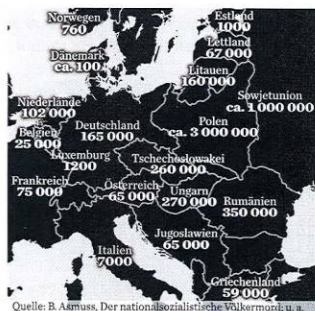 Norwegen
760
Estland
1000
Lettland
67 000
Dänemark
ca. 100
Litauen
160 000
Sowjetunion
ca. 1 000 000
Niederlande
102 000
Belgien
25 000
Deutschland
165 000
Polen
ca. 3 000 000
Luxemburg
1200
Tschechoslowakei
260 000
Frankreich
75 000
Österreich
65 000
Ungarn
270 000
Rumänien
350 000
Jugoslawien
65 000
Italien
7000
Griechenland
59 000
Quelle: B. Asmuss, Der nationalsozialistische Völkermord; u. a.